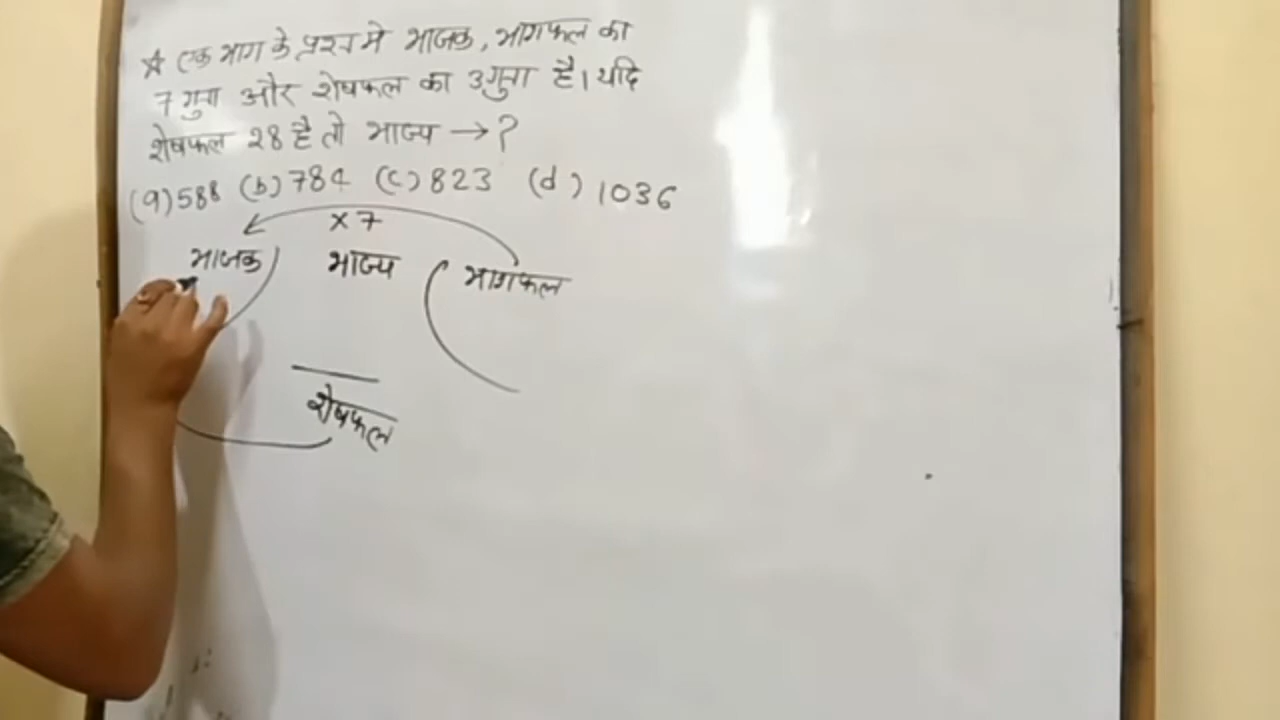 ☆ एक भाग के प्रश्न मे भाजक, भागफल का
7 गुना और शेषफल का 3 गुना है। यदि
शेषफल 28 है तो भाज्य → ?
(a) 588 (b) 784 (c) 823 (d) 1036
× 7
भाजक) भाज्य (भागफल
शेषफल